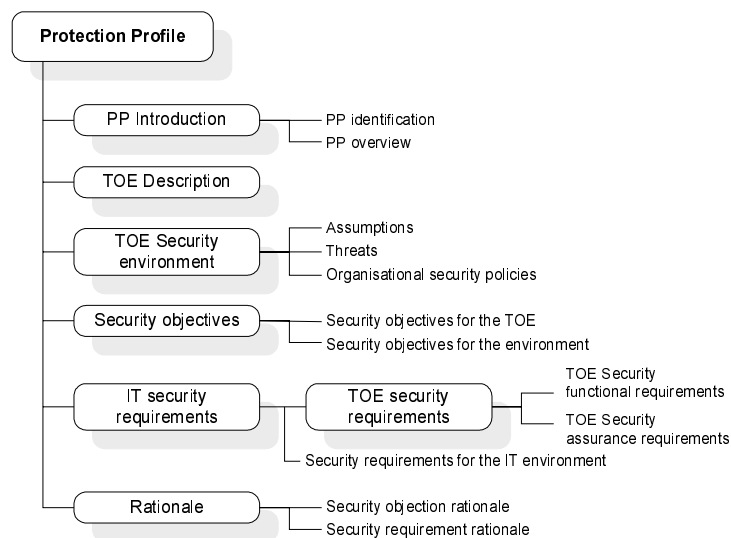 Protection Profile
PP Introduction
PP identification
PP overview
TOE Description
TOE Security
environment
Assumptions
Threats
Organisational security policies
Security objectives
Security objectives for the TOE
Security objectives for the environment
IT security
requirements
TOE security
requirements
TOE Security
functional requirements
TOE Security
assurance requirements
Security requirements for the IT environment
Rationale
Security objection rationale
Security requirement rationale